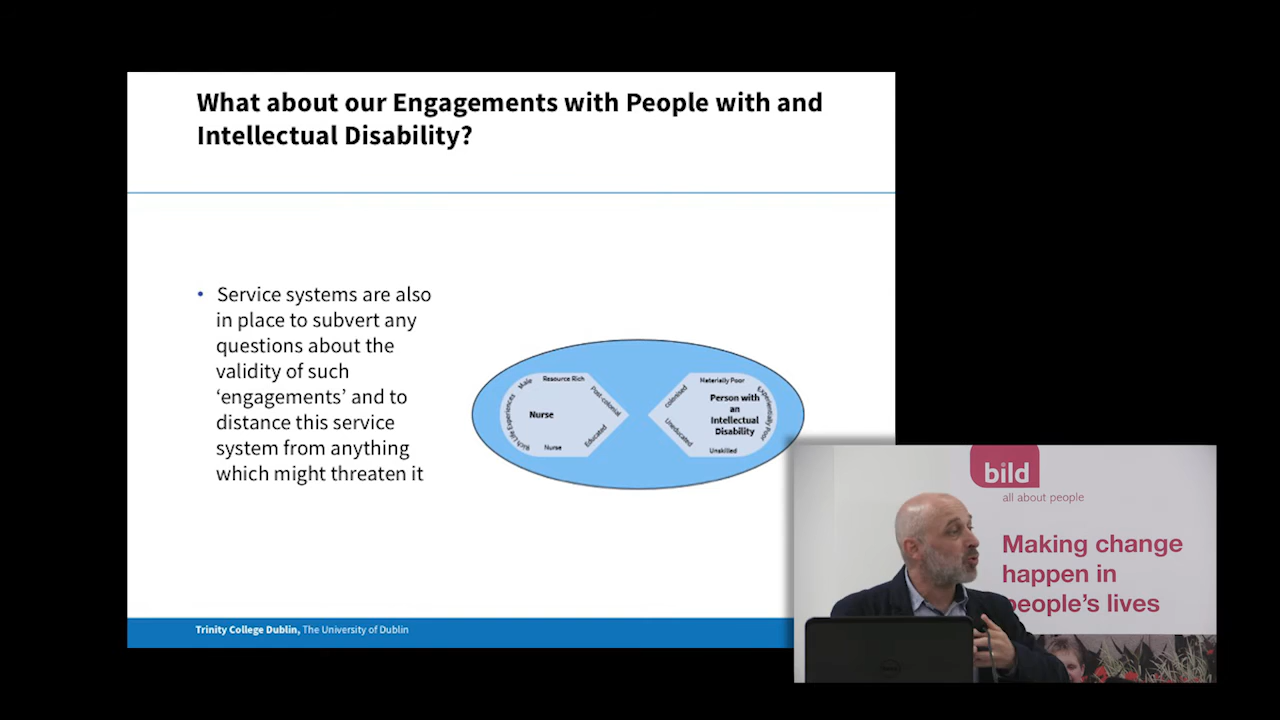 What about our Engagements with People with and
Intellectual Disability?
• Service systems are also
in place to subvert any
questions about the
validity of such
‘engagements’ and to
distance this service
system from anything
which might threaten it
Male
Resource Rich
Post-colonial
Rich Life Experiences
Nurse
Nurse
Educated
Materially Poor
colonised
Experientially Poor
Person with
an
Intellectual
Disability
Uneducated
Unskilled
Trinity College Dublin, The University of Dublin
bild
all about people
Making change
happen in
people's lives
DELL